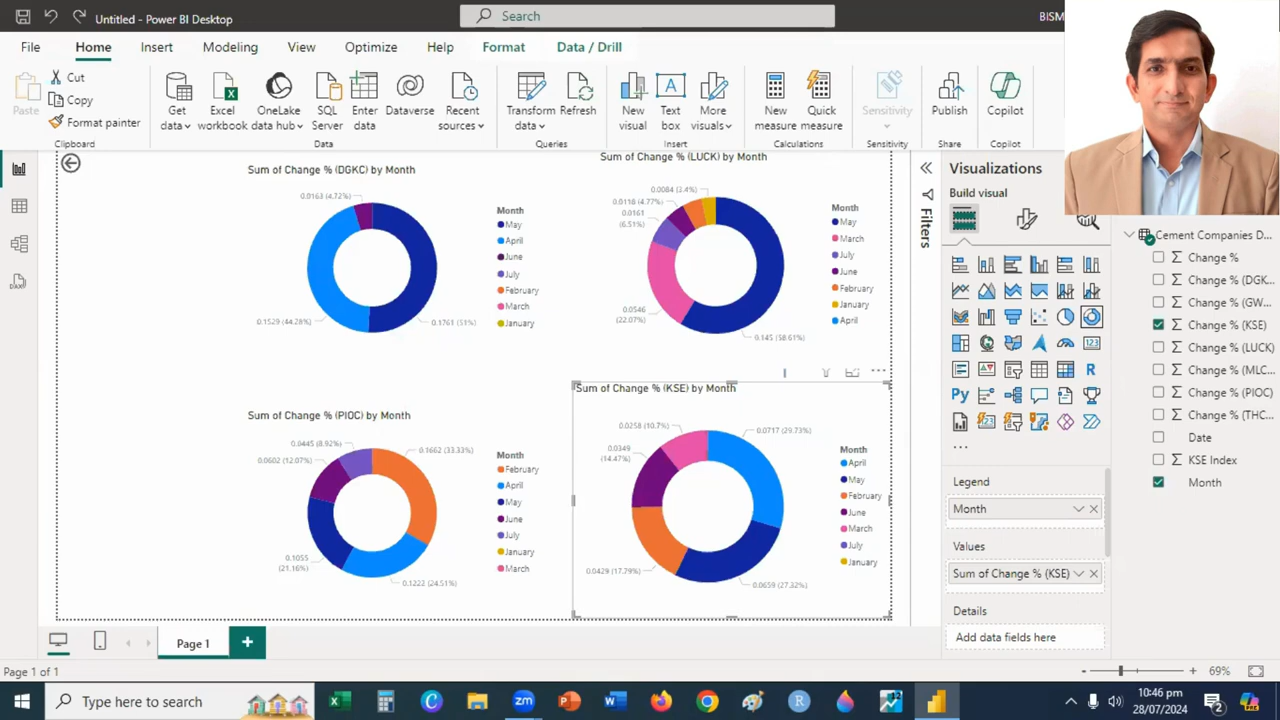 Untitled - Power BI Desktop
Search
BISM
File
Home
Insert
Modeling
View
Optimize
Help
Format
Data / Drill
Paste
Cut
Copy
Format painter
Clipboard
Get data
Excel workbook
OneLake data hub
SQL Server
Enter data
Dataverse
Recent sources
Data
Transform data
Refresh
Queries
New visual
Text box
More visuals
Insert
New measure
Quick measure
Calculations
Sensitivity
Sensitivity
Publish
Share
Copilot
Copilot
Sum of Change % (DGKC) by Month
0.0163 (4.72%)
0.1529 (44.28%)
0.1761 (51%)
Month
May
April
June
July
February
March
January
Sum of Change % (LUCK) by Month
0.0084 (3.4%)
0.0118 (4.77%)
0.0161
(6.51%)
0.0546
(22.07%)
0.145 (58.61%)
Month
May
March
July
June
February
January
April
Sum of Change % (PIOC) by Month
0.0445 (8.92%)
0.0602 (12.07%)
0.1662 (33.33%)
0.1055
(21.16%)
0.1222 (24.51%)
Month
February
April
May
June
July
January
March
Sum of Change % (KSE) by Month
0.0258 (10.7%)
0.0717 (29.73%)
0.0349
(14.47%)
0.0429 (17.79%)
0.0659 (27.32%)
Month
April
May
February
June
March
July
January
Filters
Visualizations
Build visual
123
R
Py
Legend
Month
Values
Sum of Change % (KSE)
Details
Add data fields here
Cement Companies D...
Change %
Change % (DGK...
Change % (GW...
Change % (KSE)
Change % (LUCK)
Change % (MLC...
Change % (PIOC)
Change % (THC...
Date
KSE Index
Month
Page 1
Page 1 of 1
69%
Type here to search
zm
10:46 pm
28/07/2024
2